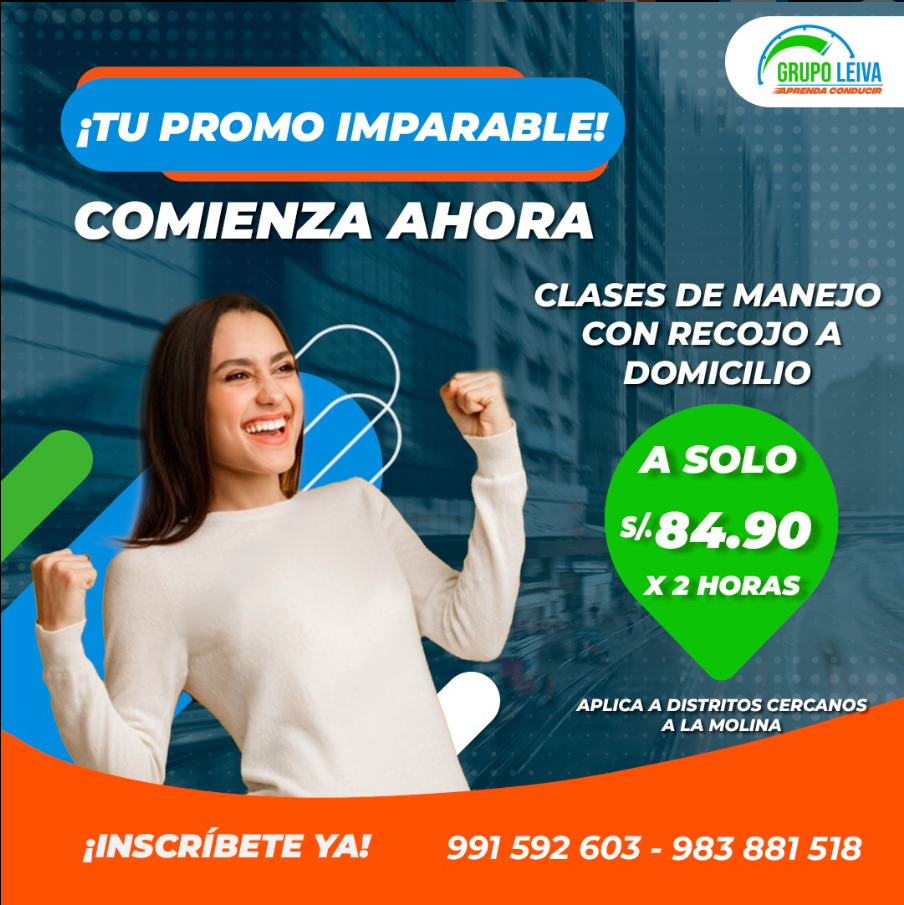 GRUPO LEIVA
APRENDA CONDUCIR
¡TU PROMO IMPARABLE!
COMIENZA AHORA
CLASES DE MANEJO
CON RECOJO A
DOMICILIO
A SOLO
S/.84.90
X 2 HORAS
APLICA A DISTRITOS CERCANOS
A LA MOLINA
¡INSCRÍBETE YA!
991 592 603 - 983 881 518